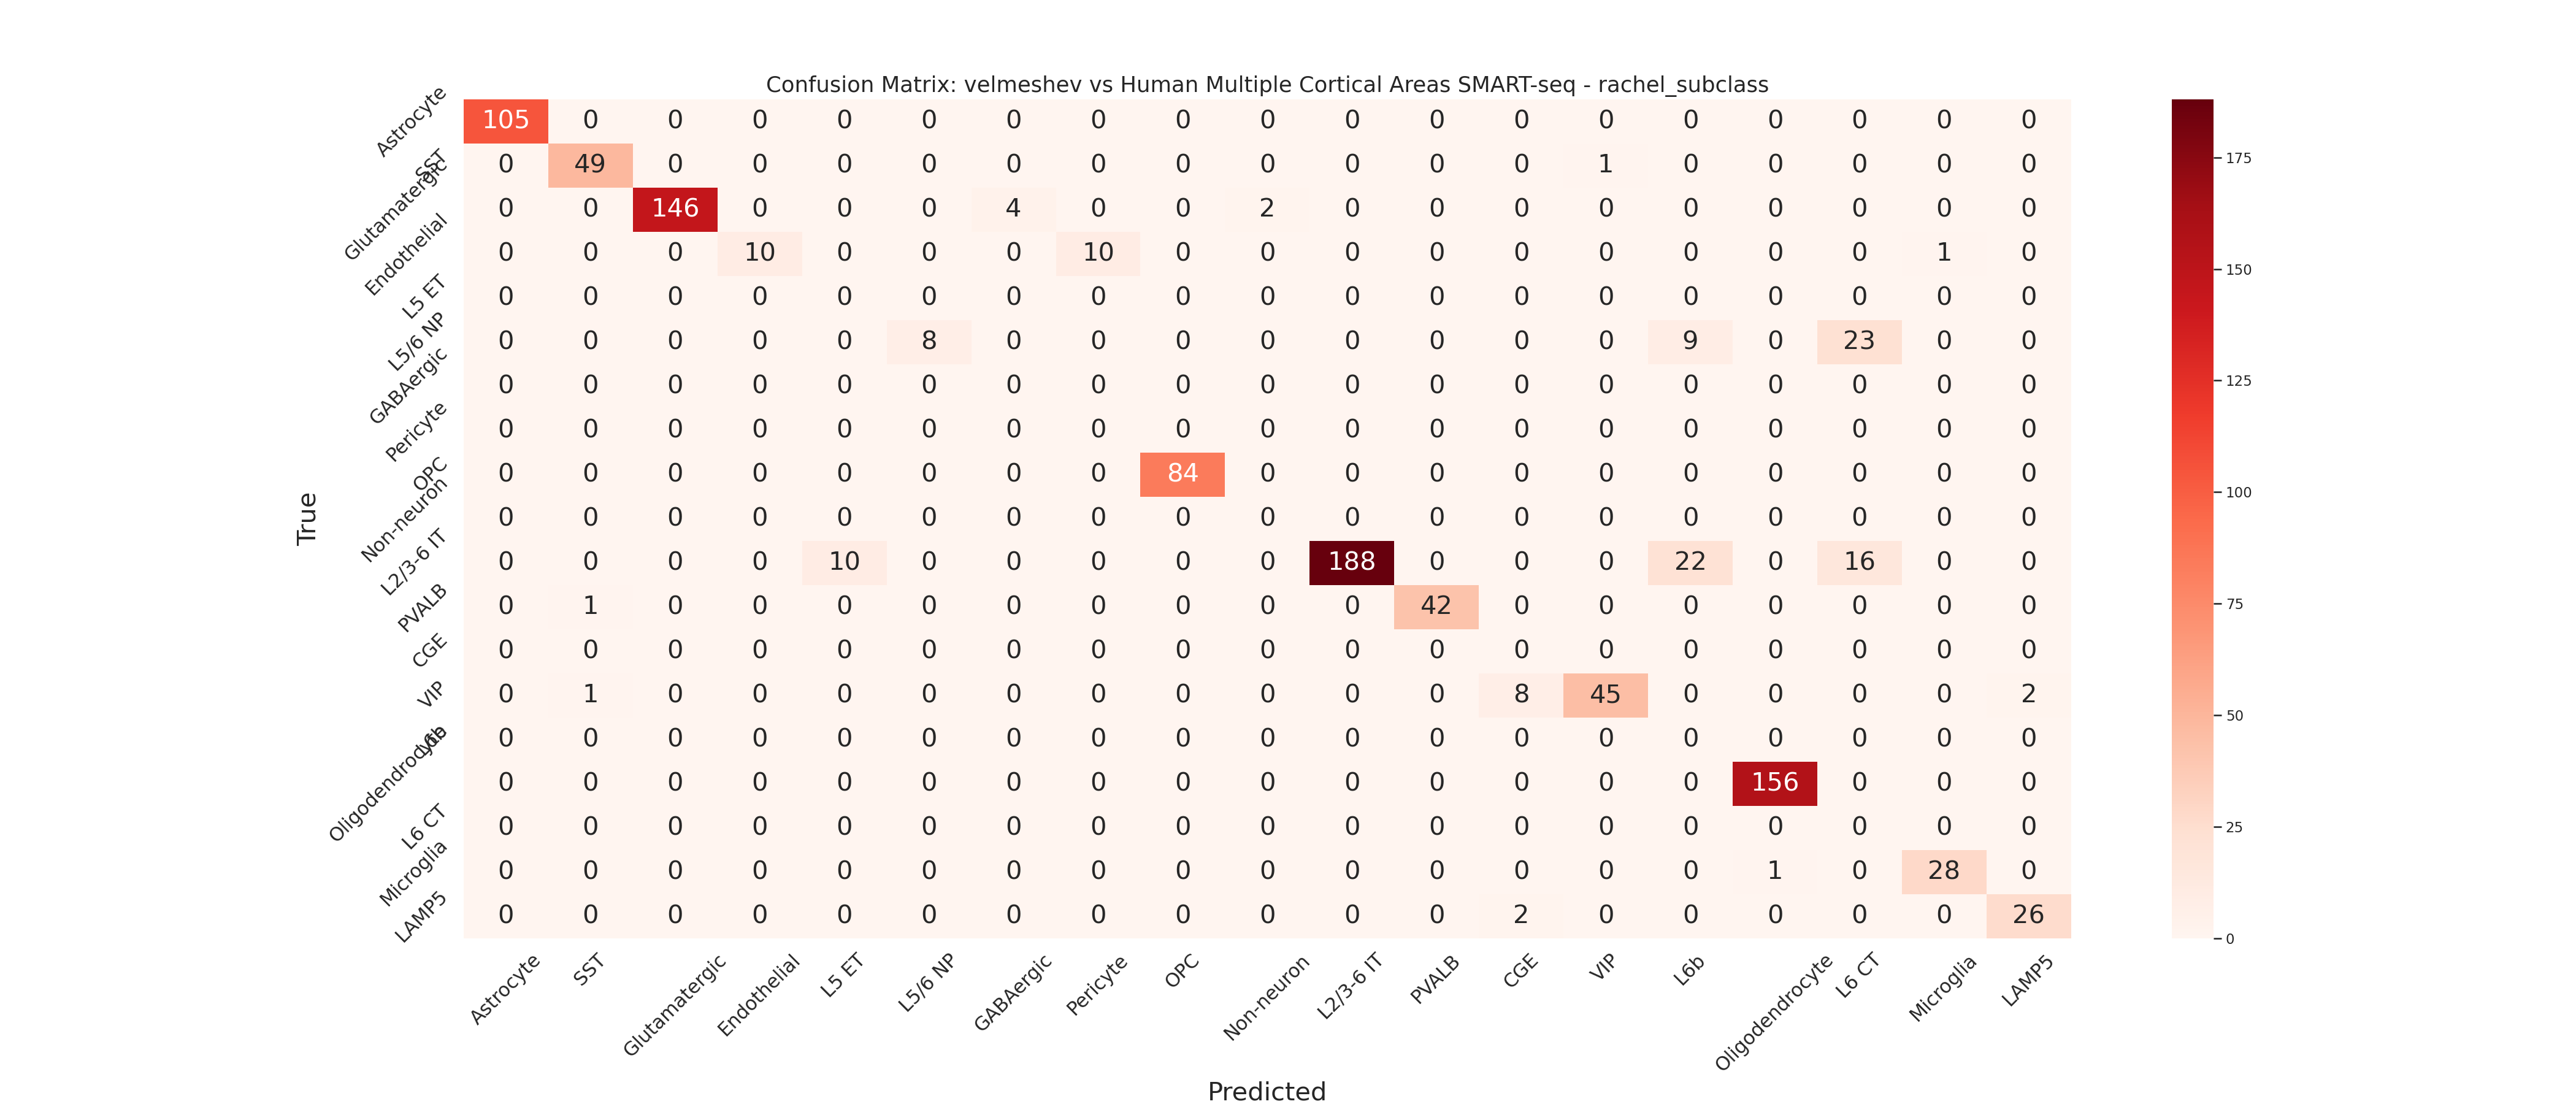 Confusion Matrix: velmeshev vs Human Multiple Cortical Areas SMART-seq - rachel_subclass
Astrocyte 105 0 0 0 0 0 0 0 0 0 0 0 0 0 0 0 0 0 0
SST 0 49 0 0 0 0 0 0 0 0 0 0 0 1 0 0 0 0 0
Glutamatergic 0 0 146 0 0 0 4 0 0 2 0 0 0 0 0 0 0 0 0
Endothelial 0 0 0 10 0 0 0 10 0 0 0 0 0 0 0 0 0 1 0
L5 ET 0 0 0 0 0 0 0 0 0 0 0 0 0 0 0 0 0 0 0
L5/6 NP 0 0 0 0 0 8 0 0 0 0 0 0 0 0 9 0 23 0 0
GABAergic 0 0 0 0 0 0 0 0 0 0 0 0 0 0 0 0 0 0 0
Pericyte 0 0 0 0 0 0 0 0 0 0 0 0 0 0 0 0 0 0 0
OPC 0 0 0 0 0 0 0 0 84 0 0 0 0 0 0 0 0 0 0
Non-neuron 0 0 0 0 0 0 0 0 0 0 0 0 0 0 0 0 0 0 0
L2/3-6 IT 0 0 0 0 10 0 0 0 0 0 188 0 0 0 22 0 16 0 0
PVALB 0 1 0 0 0 0 0 0 0 0 0 42 0 0 0 0 0 0 0
CGE 0 0 0 0 0 0 0 0 0 0 0 0 0 0 0 0 0 0 0
VIP 0 1 0 0 0 0 0 0 0 0 0 0 8 45 0 0 0 0 2
L6b 0 0 0 0 0 0 0 0 0 0 0 0 0 0 0 0 0 0 0
Oligodendrocyte 0 0 0 0 0 0 0 0 0 0 0 0 0 0 0 156 0 0 0
L6 CT 0 0 0 0 0 0 0 0 0 0 0 0 0 0 0 0 0 0 0
Microglia 0 0 0 0 0 0 0 0 0 0 0 0 0 0 0 1 0 28 0
LAMP5 0 0 0 0 0 0 0 0 0 0 0 0 2 0 0 0 0 0 26
True
Astrocyte SST Glutamatergic Endothelial L5 ET L5/6 NP GABAergic Pericyte OPC Non-neuron L2/3-6 IT PVALB CGE VIP L6b Oligodendrocyte L6 CT Microglia LAMP5
Predicted
175
150
125
100
75
50
25
0